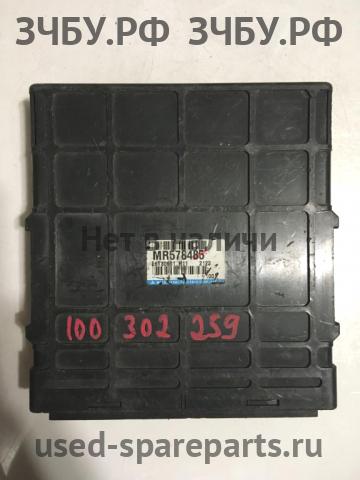 ЗЧБУ.РФ ЗЧБУ.РФ
MR578485
Нет в наличии
100 302 259
used-spareparts.ru